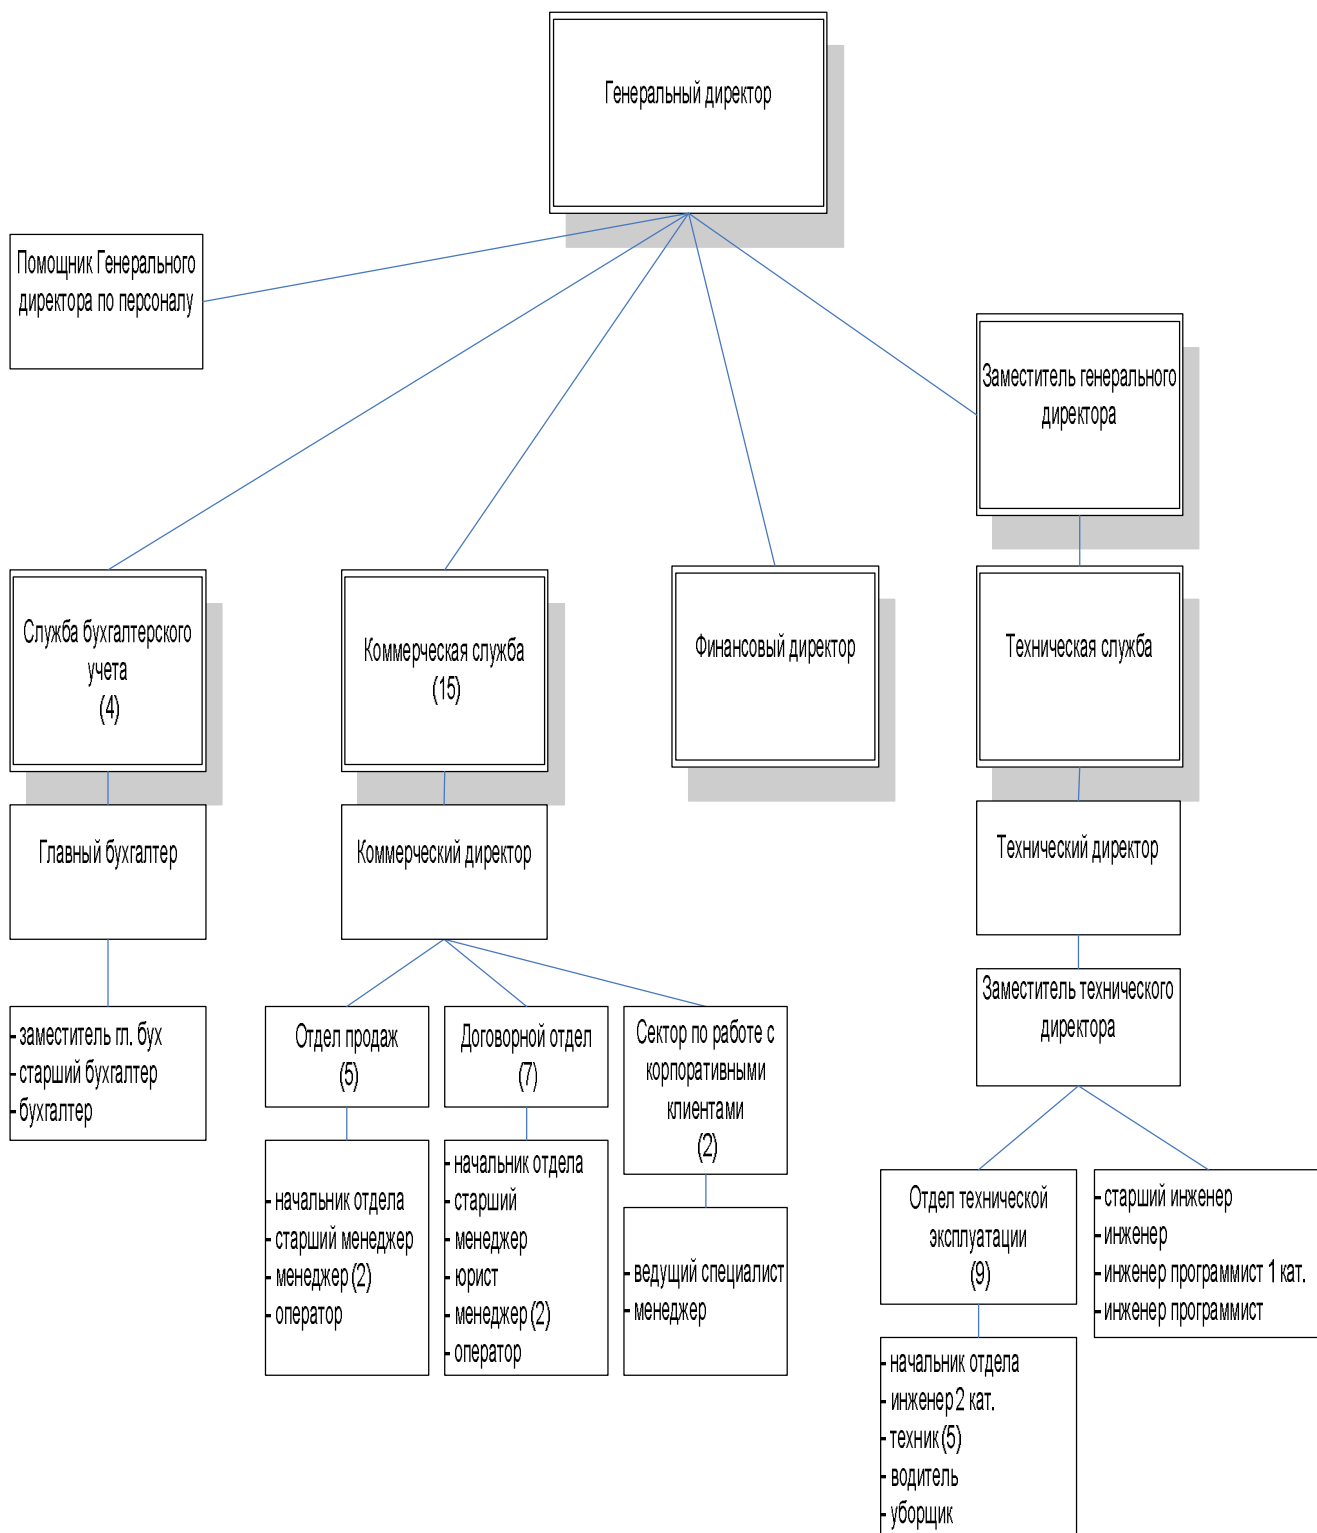 Генеральный директор
Помощник Генерального
директора по персоналу
Заместитель генерального
директора
Служба бухгалтерского
учета
(4)
Коммерческая служба
(15)
Финансовый директор
Техническая служба
Главный бухгалтер
Коммерческий директор
Технический директор
- заместитель гл. бух
- старший бухгалтер
- бухгалтер
Отдел продаж
(5)
Договорной отдел
(7)
Сектор по работе с
корпоративными
клиентами
(2)
Заместитель технического
директора
- начальник отдела
- старший менеджер
- менеджер (2)
- оператор
- начальник отдела
- старший
- менеджер
- юрист
- менеджер (2)
- оператор
- ведущий специалист
- менеджер
Отдел технической
эксплуатации
(9)
- старший инженер
- инженер
- инженер программист 1 кат.
- инженер программист
- начальник отдела
- инженер 2 кат.
- техник (5)
- водитель
- уборщик